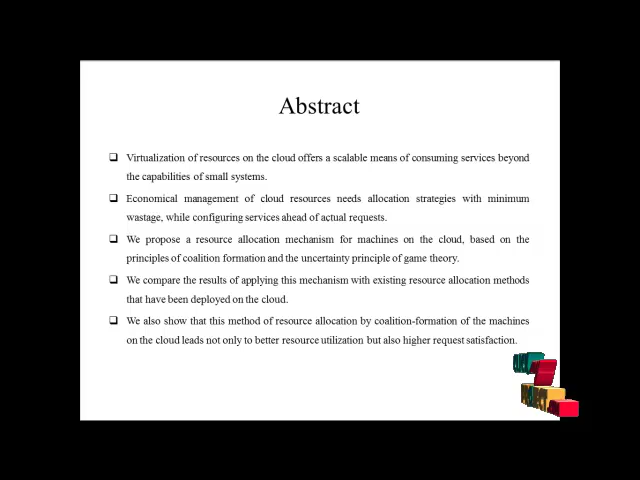 Abstract
Virtualization of resources on the cloud offers a scalable means of consuming services beyond
the capabilities of small systems.
Economical management of cloud resources needs allocation strategies with minimum
wastage, while configuring services ahead of actual requests.
We propose a resource allocation mechanism for machines on the cloud, based on the
principles of coalition formation and the uncertainty principle of game theory.
We compare the results of applying this mechanism with existing resource allocation methods
that have been deployed on the cloud.
We also show that this method of resource allocation by coalition-formation of the machines
on the cloud leads not only to better resource utilization but also higher request satisfaction.